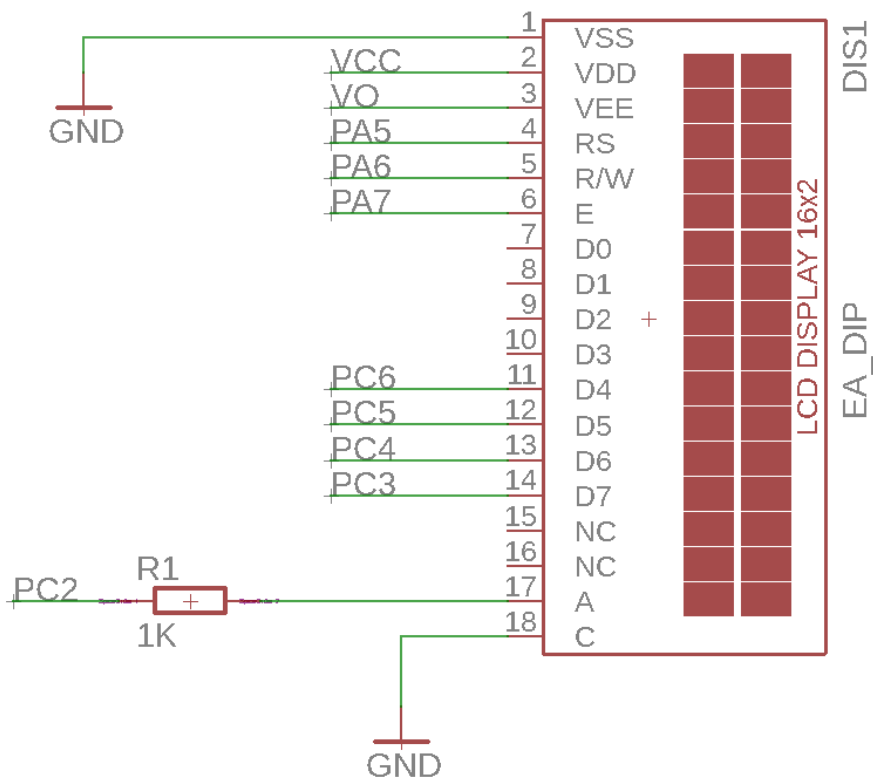 1 VSS
VCC 2 VDD
VO 3 VEE
PA5 4 RS
PA6 5 R/W
PA7 6 E
7 D0
8 D1
9 D2
10 D3
PC6 11 D4
PC5 12 D5
PC4 13 D6
PC3 14 D7
15 NC
16 NC
17 A
18 C
GND
PC2
R1
1K
GND
LCD DISPLAY 16x2
DIS1
EA_DIP